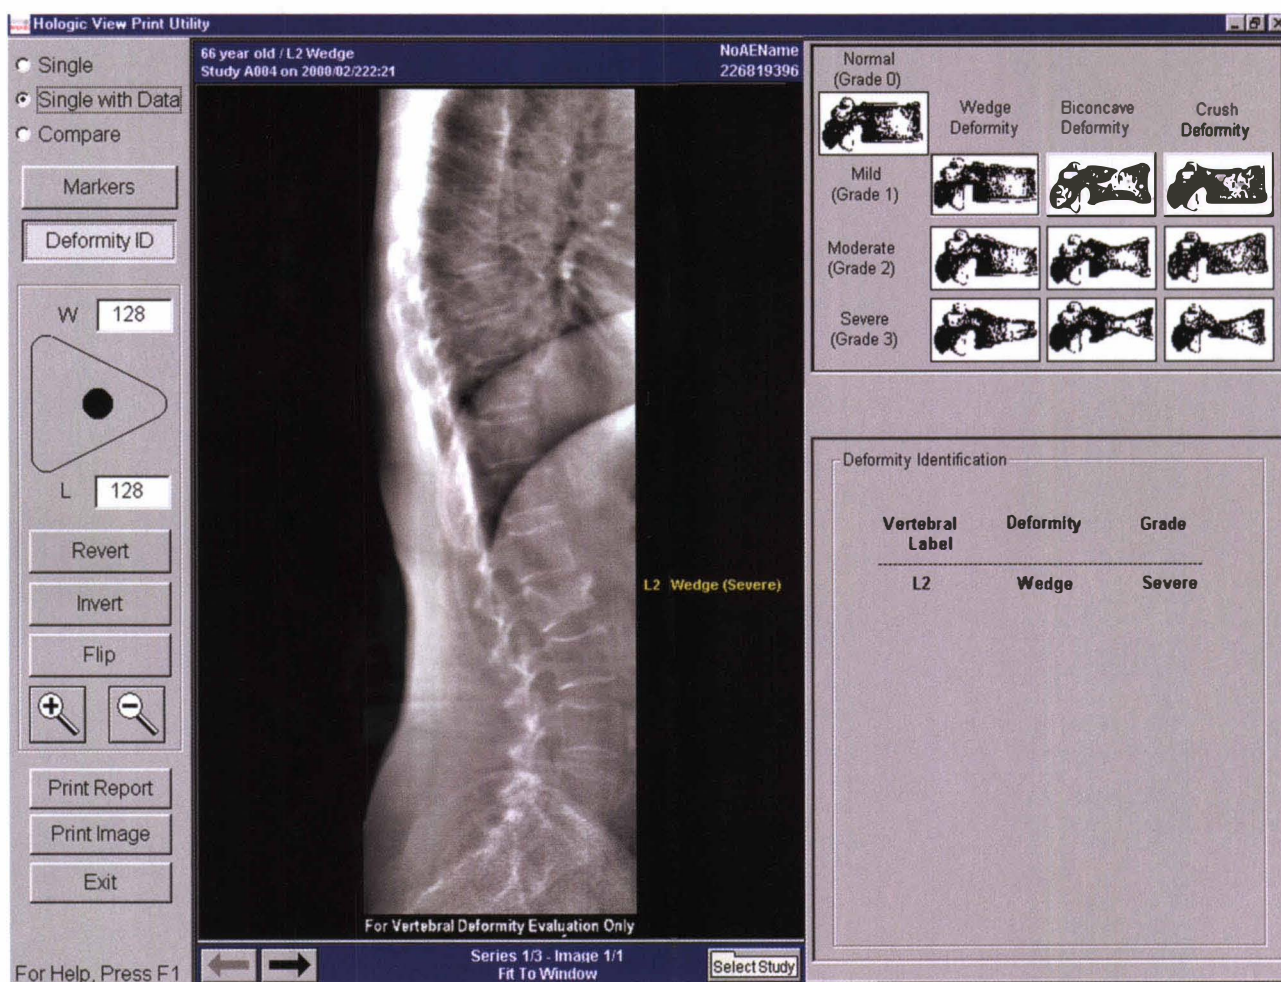 Hologic View Print Utility
Single
Single with Data
Compare
Markers
Deformity ID
W 128
L 128
Revert
Invert
Flip
Print Report
Print Image
Exit
For Help, Press F1
66 year old / L2 Wedge
Study A004 on 2000/02/222:21
NoAEName
226819396
L2 Wedge (Severe)
For Vertebral Deformity Evaluation Only
Series 1/3 - Image 1/1
Fit To Window
Select Study
Normal
(Grade 0)
Wedge
Deformity
Biconcave
Deformity
Crush
Deformity
Mild
(Grade 1)
Moderate
(Grade 2)
Severe
(Grade 3)
Deformity Identification
Vertebral
Label
Deformity
Grade
L2 Wedge Severe